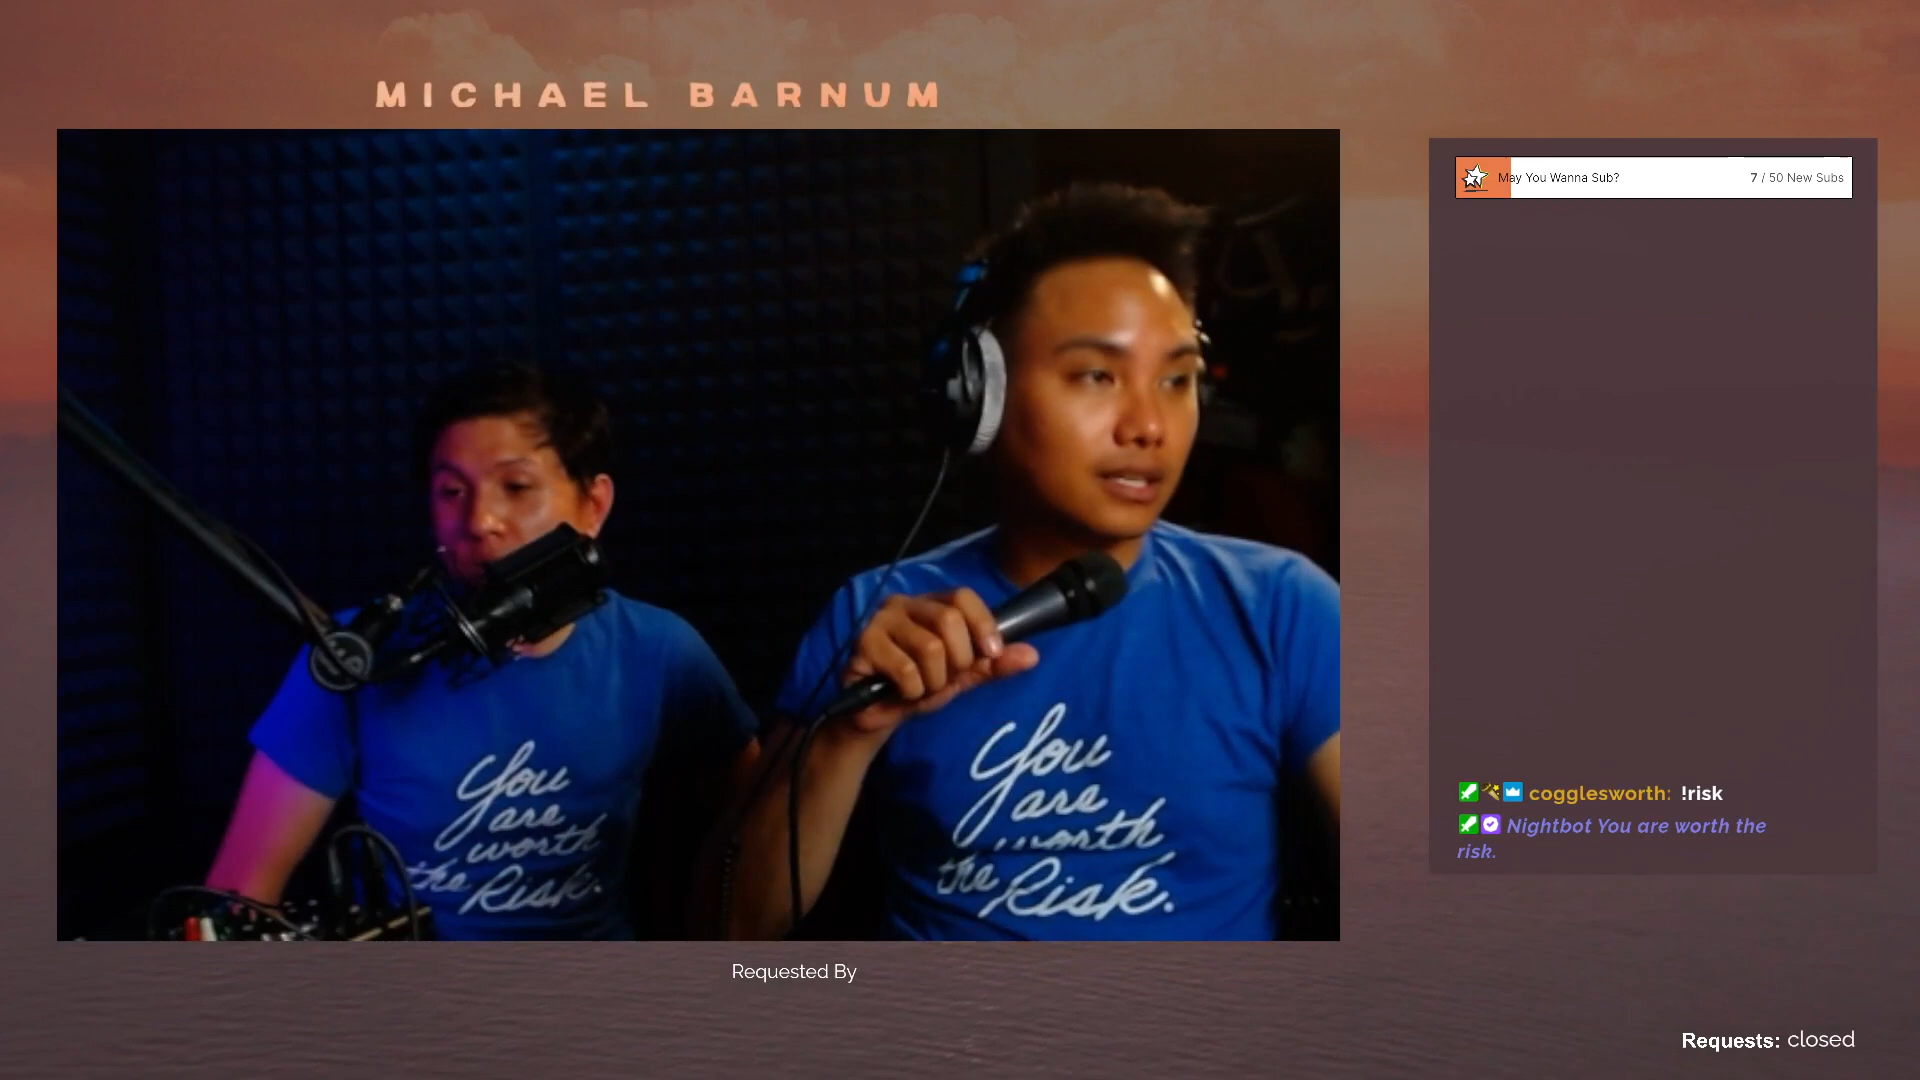 MICHAEL BARNUM
May You Wanna Sub?
7 / 50 New Subs
You
are
worth
the Risk.
You
are
worth
the Risk.
cogglesworth: !risk
Nightbot You are worth the
risk.
Requested By
Requests: closed